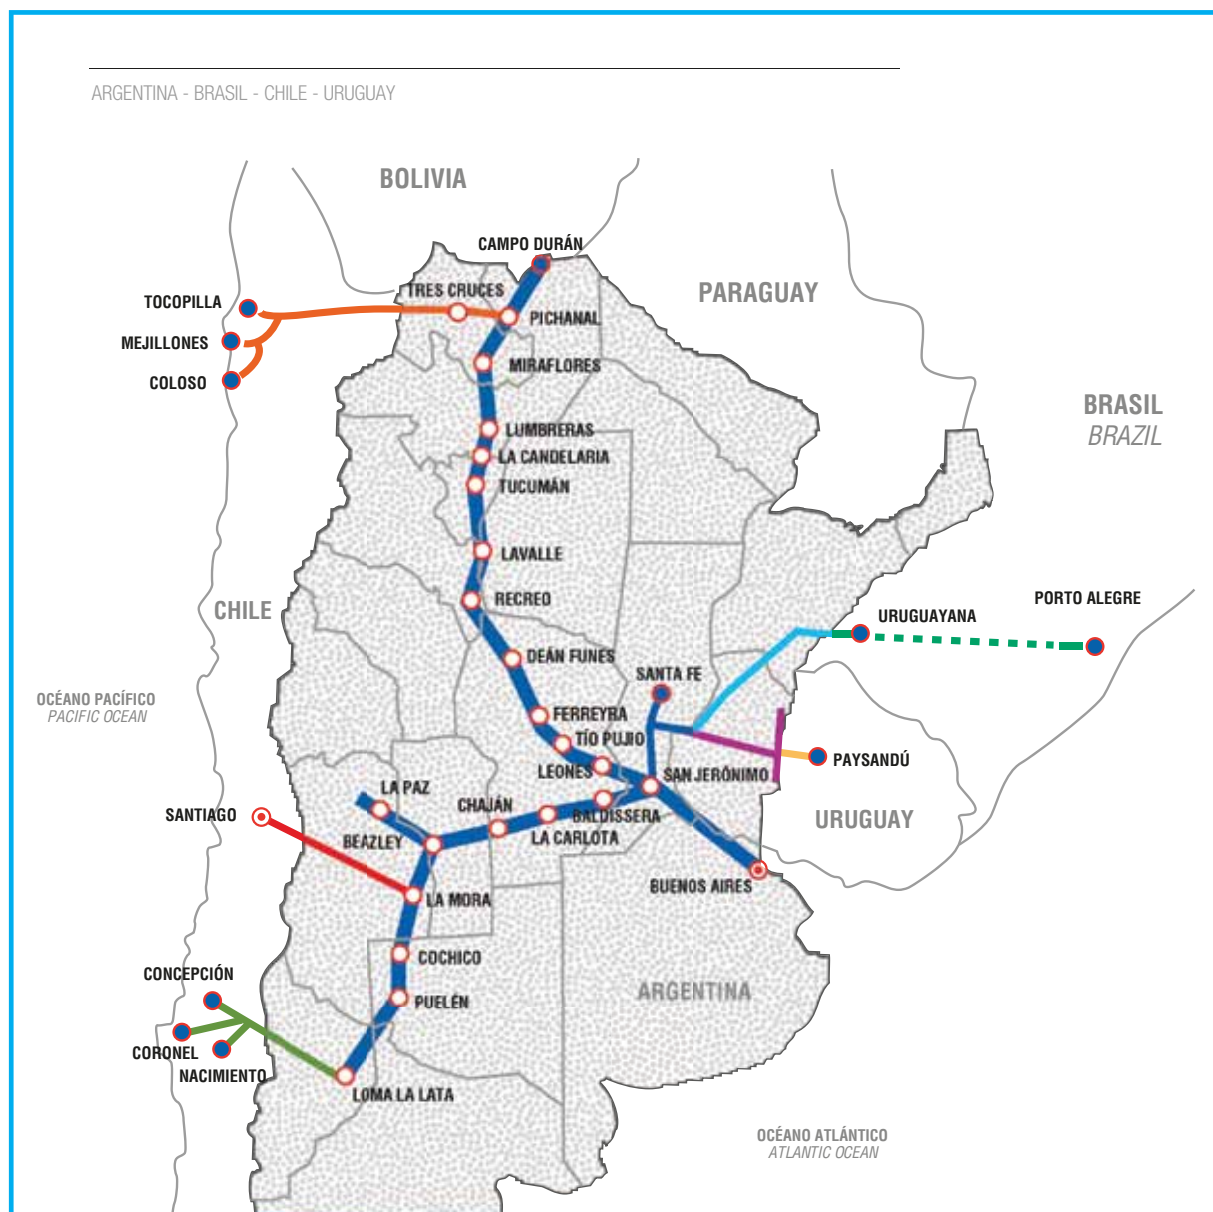 ARGENTINA - BRASIL - CHILE - URUGUAY
BOLIVIA
CAMPO DURÁN
TRES CRUCES
PARAGUAY
TOCOPILLA
PICHANAL
MEJILLONES
MIRAFLORES
COLOSO
BRASIL
BRAZIL
LUMBRERAS
LA CANDELARIA
TUCUMÁN
LAVALLE
RECREO
CHILE
PORTO ALEGRE
URUGUAYANA
DEÁN FUNES
SANTA FE
OCÉANO PACÍFICO
PACIFIC OCEAN
FERREYRA
TÍO PUJIO
LEONES
SAN JERÓNIMO
PAYSANDÚ
LA PAZ
CHAJÁN
SANTIAGO
BALDISSERA
URUGUAY
BEAZLEY
LA CARLOTA
BUENOS AIRES
LA MORA
COCHICO
CONCEPCIÓN
ARGENTINA
PUELÉN
CORONEL
NACIMIENTO
LOMA LA LATA
OCÉANO ATLÁNTICO
ATLANTIC OCEAN